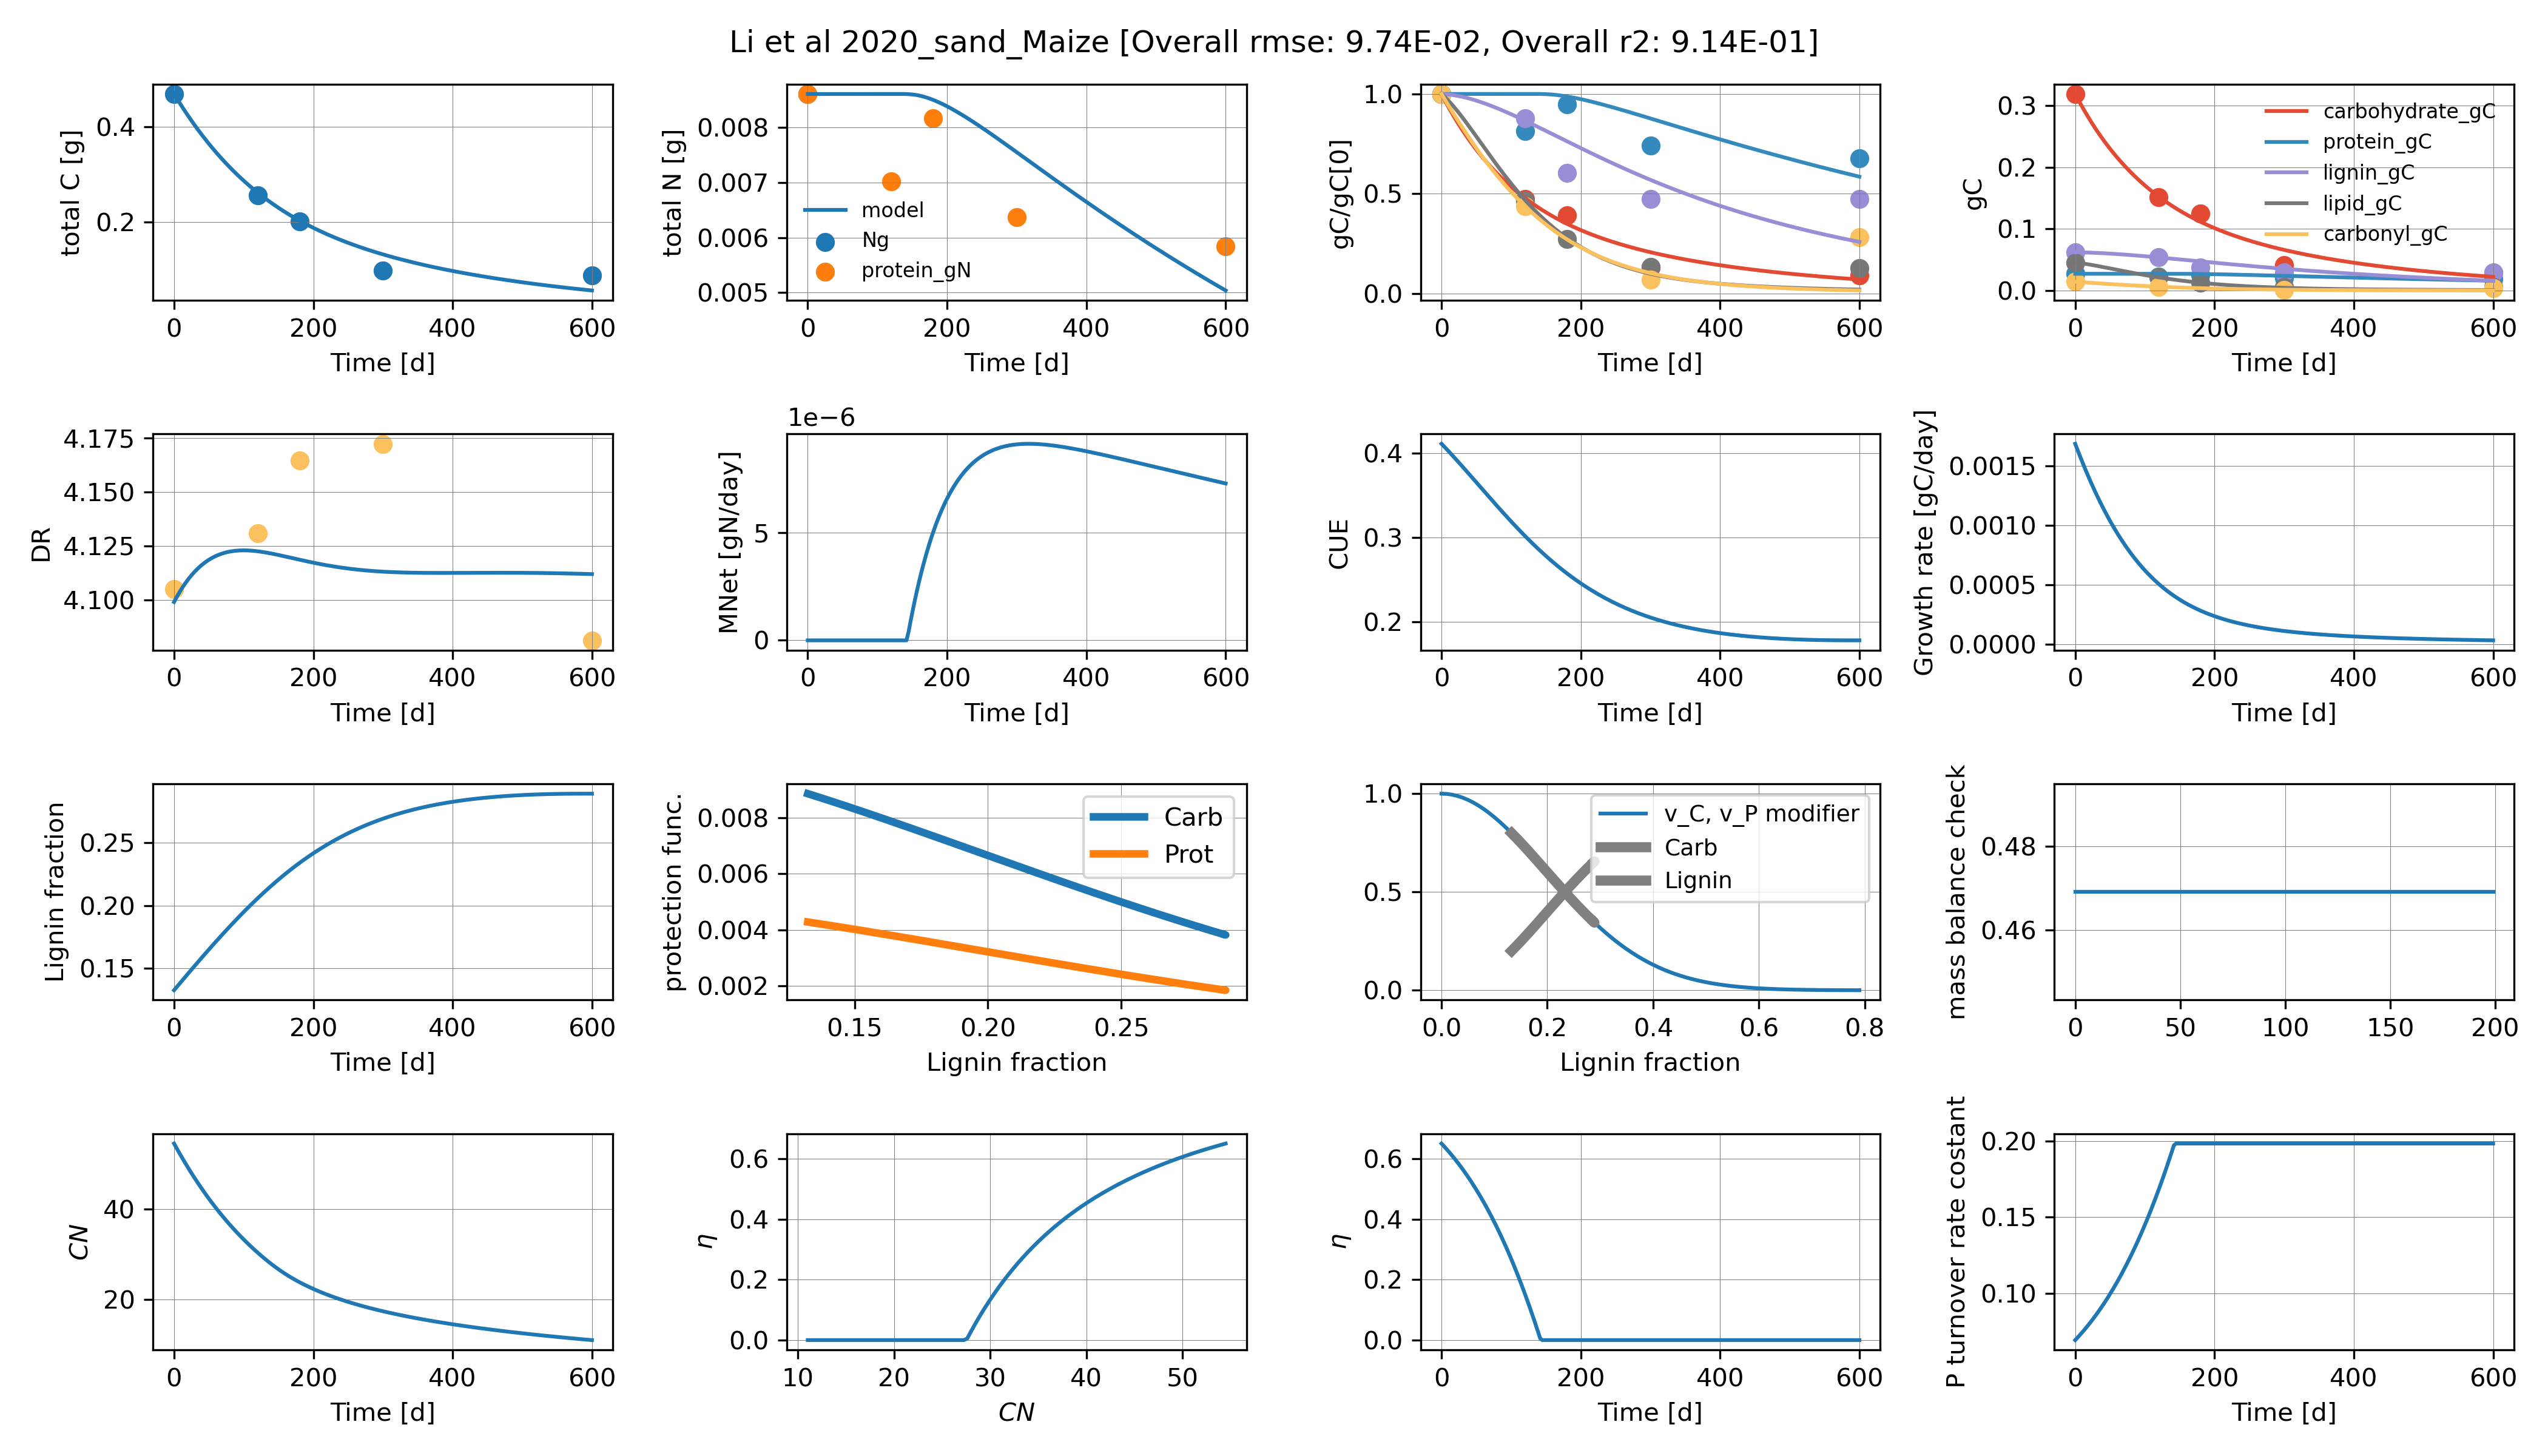 Li et al 2020_sand_Maize [Overall rmse: 9.74E-02, Overall r2: 9.14E-01]
total C [g]
0.4
0.2
0 200 400 600
Time [d]
total N [g]
0.008
0.007
0.006
0.005
model
Ng
protein_gN
0 200 400 600
Time [d]
gC/gC[0]
1.0
0.5
0.0
0 200 400 600
Time [d]
gC
0.3
0.2
0.1
0.0
carbohydrate_gC
protein_gC
lignin_gC
lipid_gC
carbonyl_gC
0 200 400 600
Time [d]
DR
4.175
4.150
4.125
4.100
0 200 400 600
Time [d]
1e−6
MNet [gN/day]
5
0
0 200 400 600
Time [d]
CUE
0.4
0.3
0.2
0 200 400 600
Time [d]
Growth rate [gC/day]
0.0015
0.0010
0.0005
0.0000
0 200 400 600
Time [d]
Lignin fraction
0.25
0.20
0.15
0 200 400 600
Time [d]
protection func.
0.008
0.006
0.004
0.002
Carb
Prot
0.15 0.20 0.25
Lignin fraction
1.0
0.5
0.0
v_C, v_P modifier
Carb
Lignin
0.0 0.2 0.4 0.6 0.8
Lignin fraction
mass balance check
0.48
0.46
0 50 100 150 200
CN
40
20
0 200 400 600
Time [d]
η
0.6
0.4
0.2
0.0
10 20 30 40 50
CN
η
0.6
0.4
0.2
0.0
0 200 400 600
Time [d]
P turnover rate costant
0.20
0.15
0.10
0 200 400 600
Time [d]